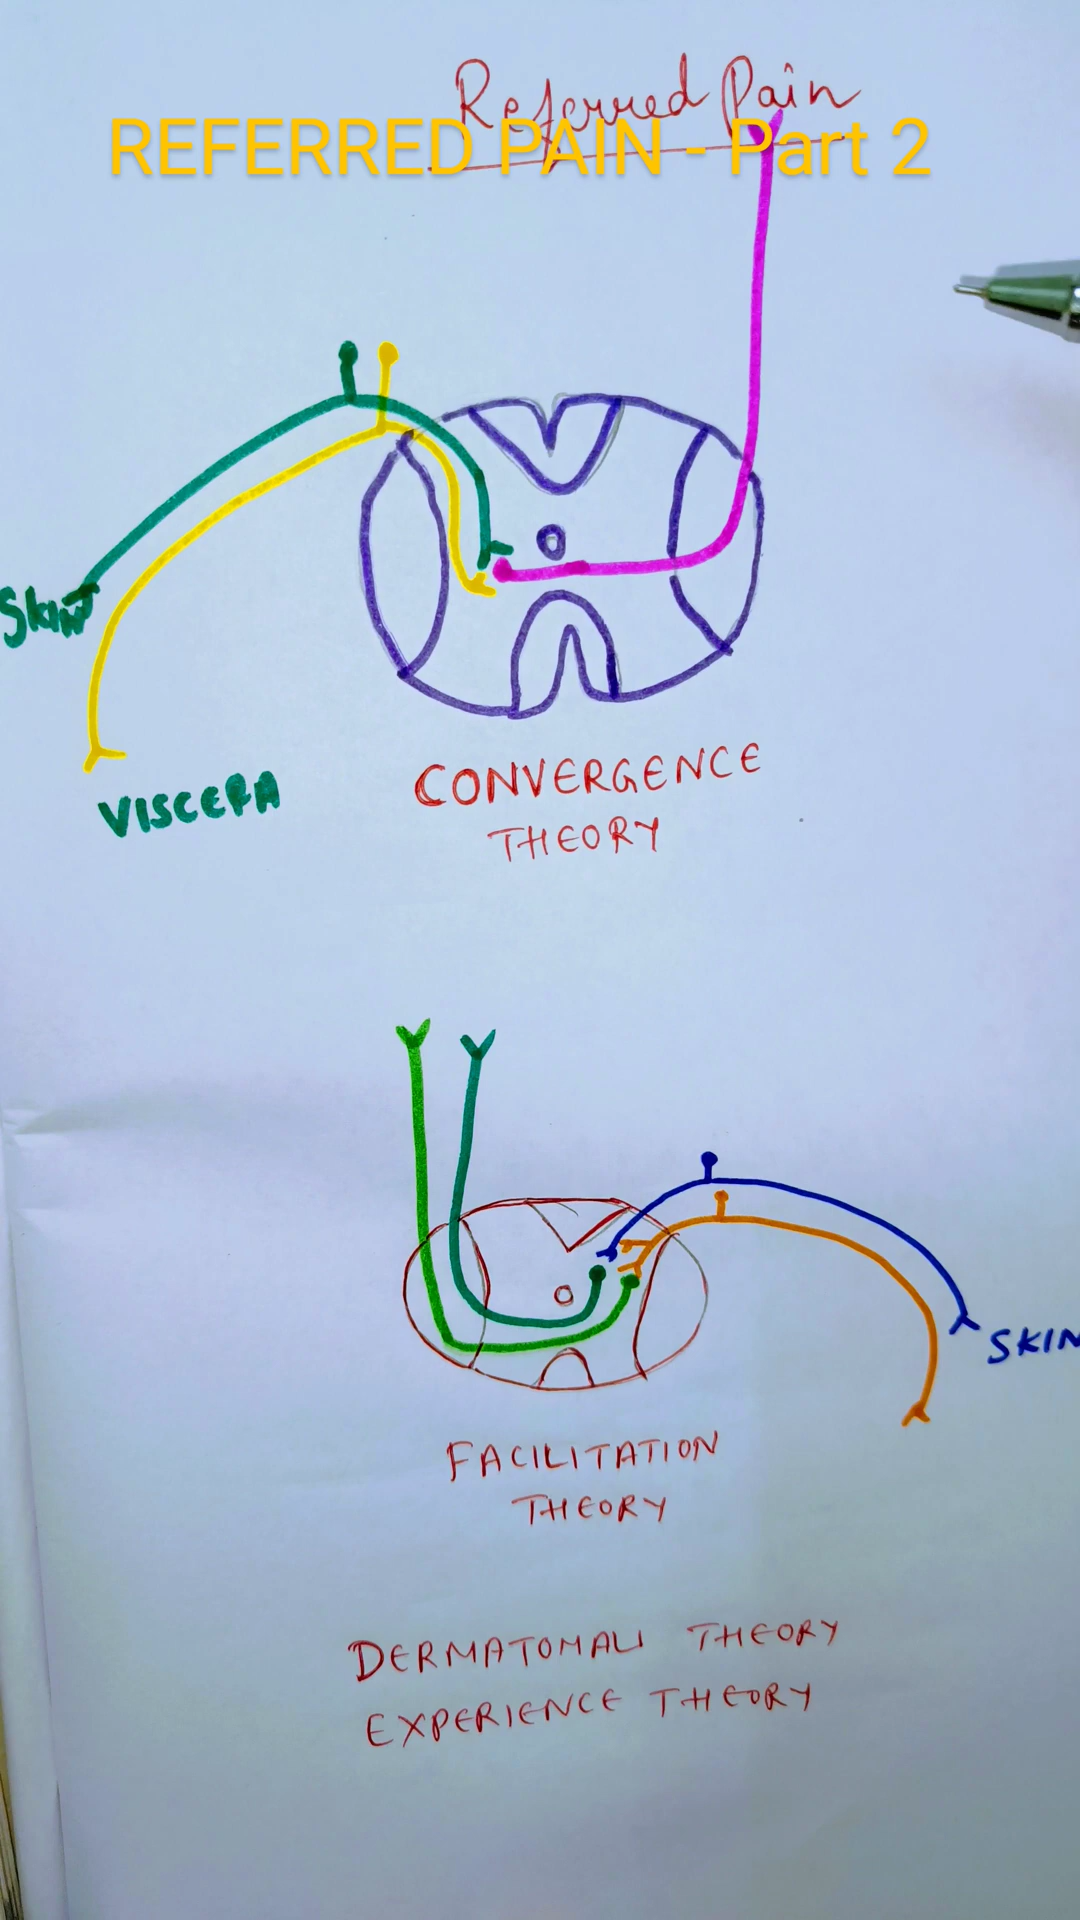 Referred Pain
REFERRED PAIN - Part 2
SKIN
VISCERA
CONVERGENCE
THEORY
SKIN
FACILITATION
THEORY
DERMATOMAL THEORY
EXPERIENCE THEORY